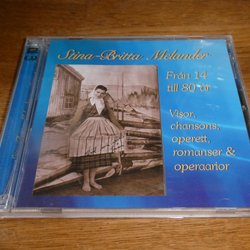 Stina-Britta Melander
Från 14
till 80 år
Visor,
chansons,
operett,
romanser &
operaarior